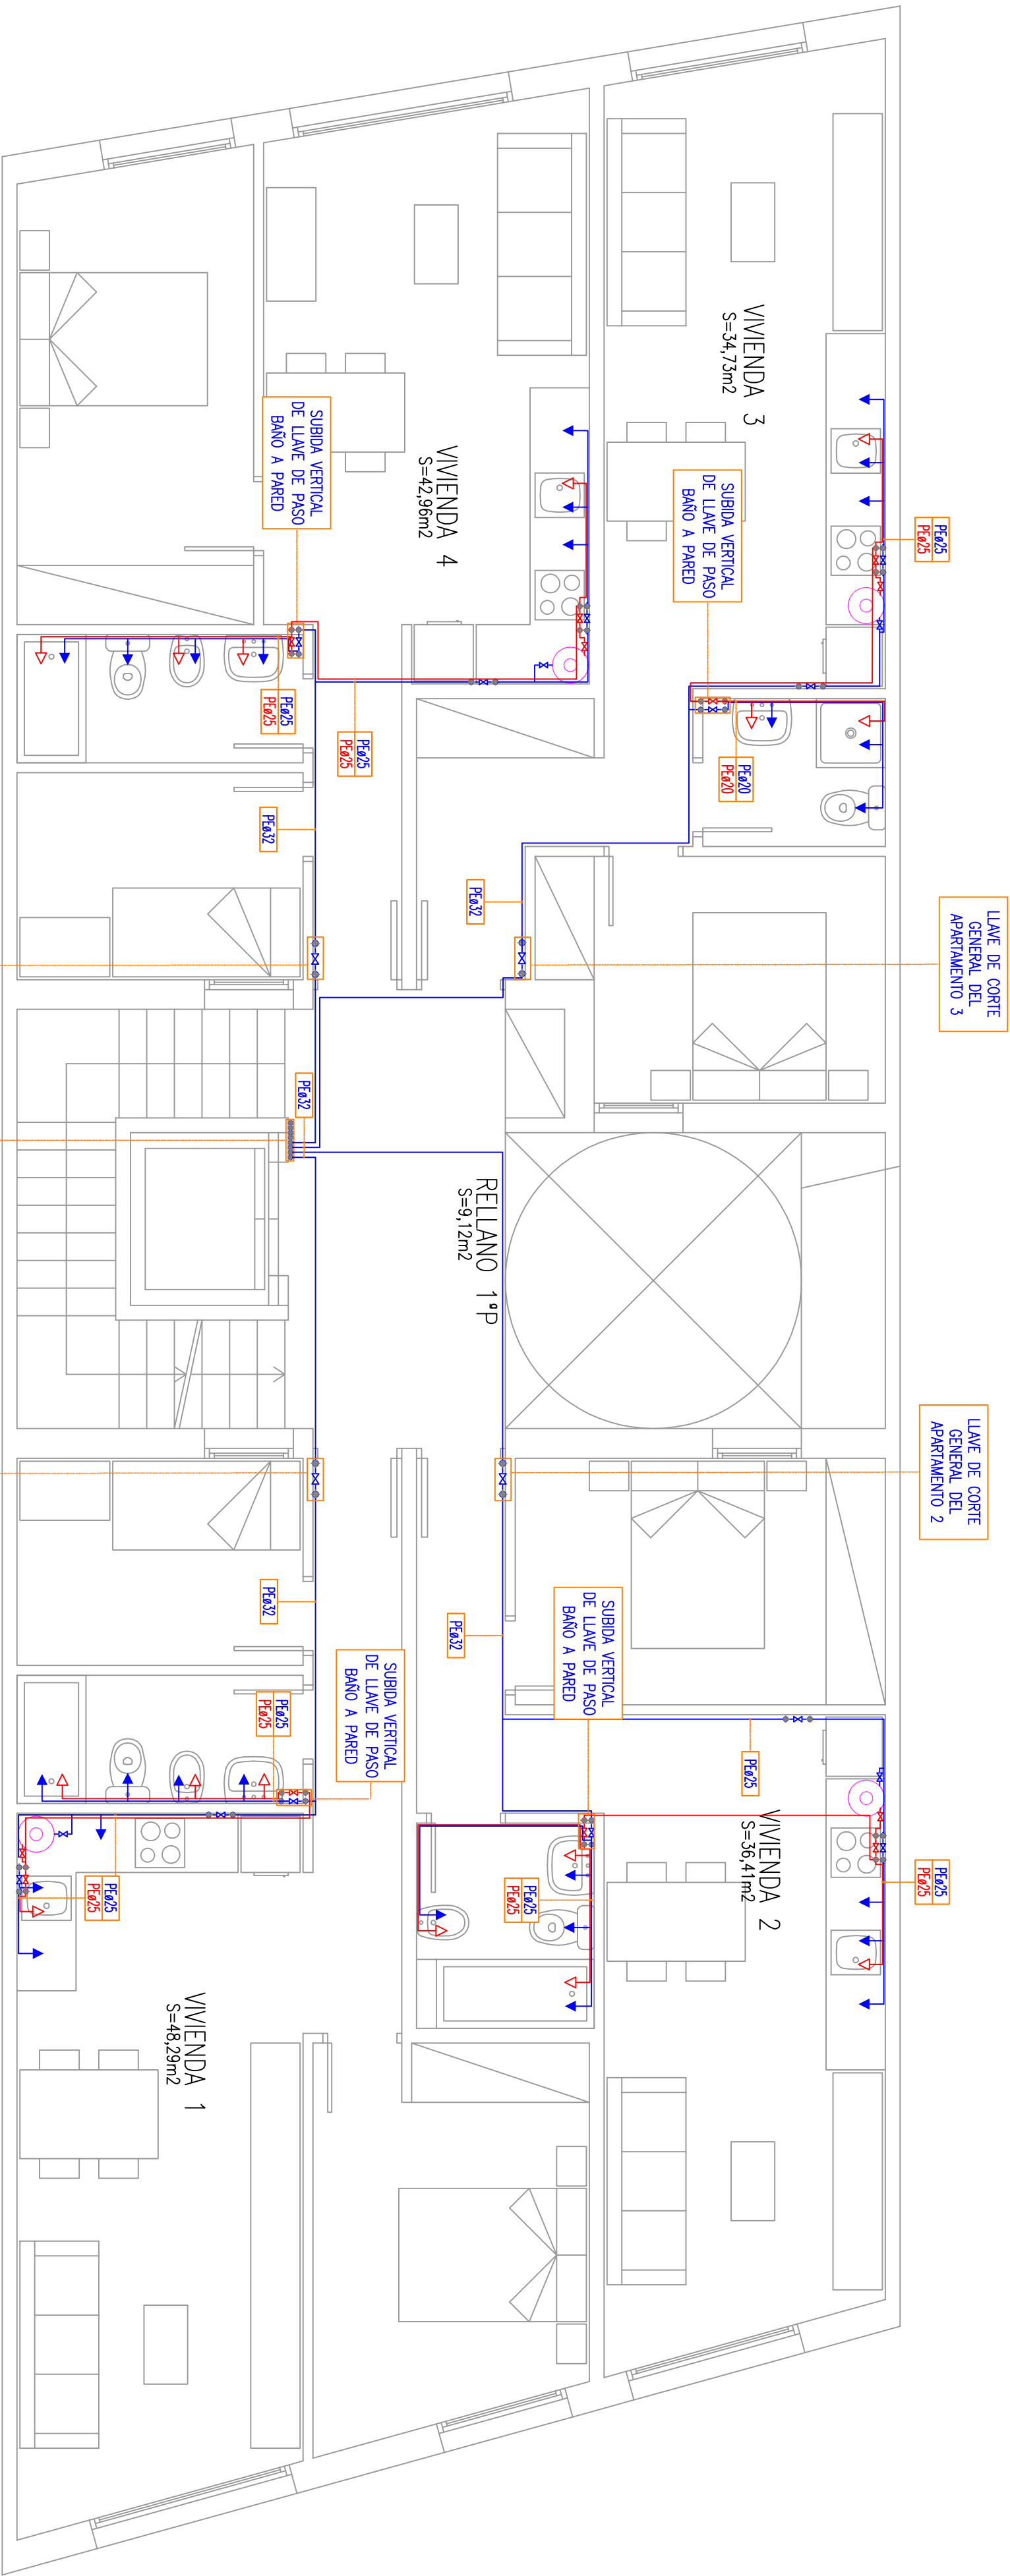 LLAVE DE CORTE
GENERAL DEL
APARTAMENTO 3
LLAVE DE CORTE
GENERAL DEL
APARTAMENTO 2
PEø25
PEø25
PEø25
PEø25
VIVIENDA 3
S=34,73m2
SUBIDA VERTICAL
DE LLAVE DE PASO
BAÑO A PARED
PEø20
PEø20
PEø25
VIVIENDA 2
S=36,41m2
SUBIDA VERTICAL
DE LLAVE DE PASO
BAÑO A PARED
PEø25
PEø25
PEø32
RELLANO 1ªP
S=9,12m2
PEø32
VIVIENDA 4
S=42,96m2
PEø25
PEø25
SUBIDA VERTICAL
DE LLAVE DE PASO
BAÑO A PARED
SUBIDA VERTICAL
DE LLAVE DE PASO
BAÑO A PARED
PEø25
PEø25
PEø32
PEø32
PEø32
PEø25
PEø25
VIVIENDA 1
S=48,29m2
PEø25
PEø25